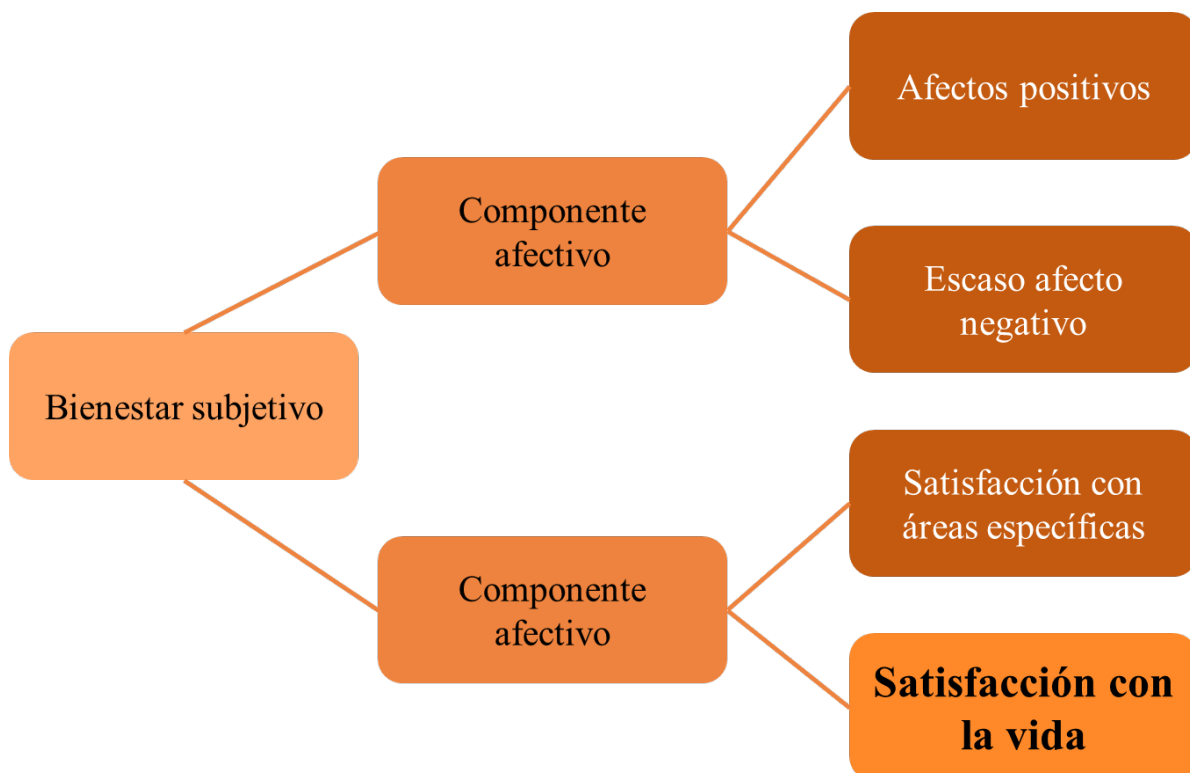 Bienestar subjetivo
Componente
afectivo
Afectos positivos
Escaso afecto
negativo
Componente
afectivo
Satisfacción con
áreas específicas
Satisfacción con
la vida